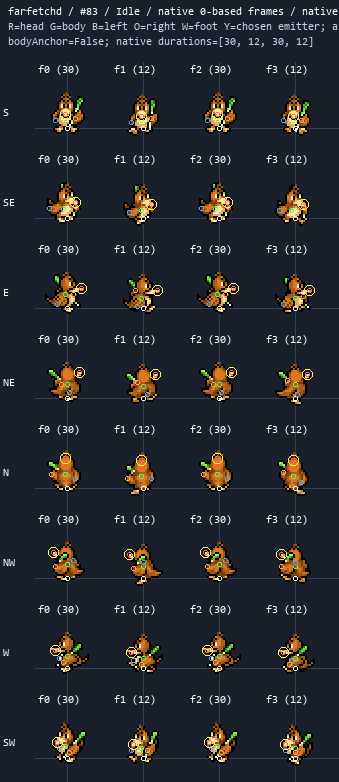 farfetchd / #83 / Idle / native 0-based frames / native
R=head G=body B=left O=right W=foot Y=chosen emitter; a
bodyAnchor=False; native durations=[30, 12, 30, 12]
f0 (30) f1 (12) f2 (30) f3 (12)
S
f0 (30) f1 (12) f2 (30) f3 (12)
SE
f0 (30) f1 (12) f2 (30) f3 (12)
E
f0 (30) f1 (12) f2 (30) f3 (12)
NE
f0 (30) f1 (12) f2 (30) f3 (12)
N
f0 (30) f1 (12) f2 (30) f3 (12)
NW
f0 (30) f1 (12) f2 (30) f3 (12)
W
f0 (30) f1 (12) f2 (30) f3 (12)
SW